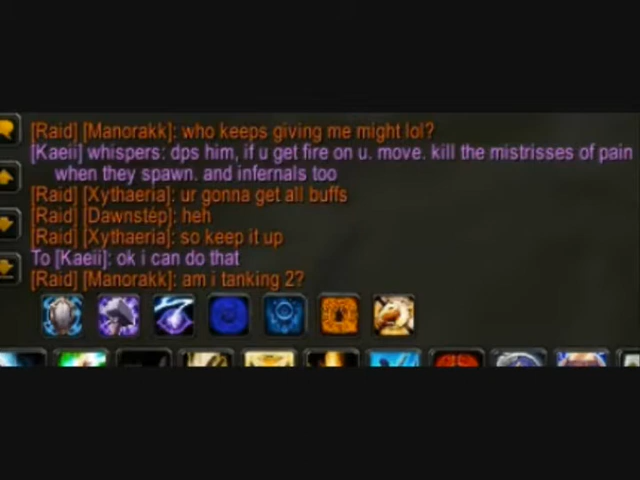 [Raid] [Manorakk]: who keeps giving me might lol?
[Kaeii] whispers: dps him, if u get fire on u. move. kill the mistrisses of pain
when they spawn. and infernals too
[Raid] [Xythaeria]: ur gonna get all buffs
[Raid] [Dawnstép]: heh
[Raid] [Xythaeria]: so keep it up
To [Kaeii]: ok i can do that
[Raid] [Manorakk]: am i tanking 2?